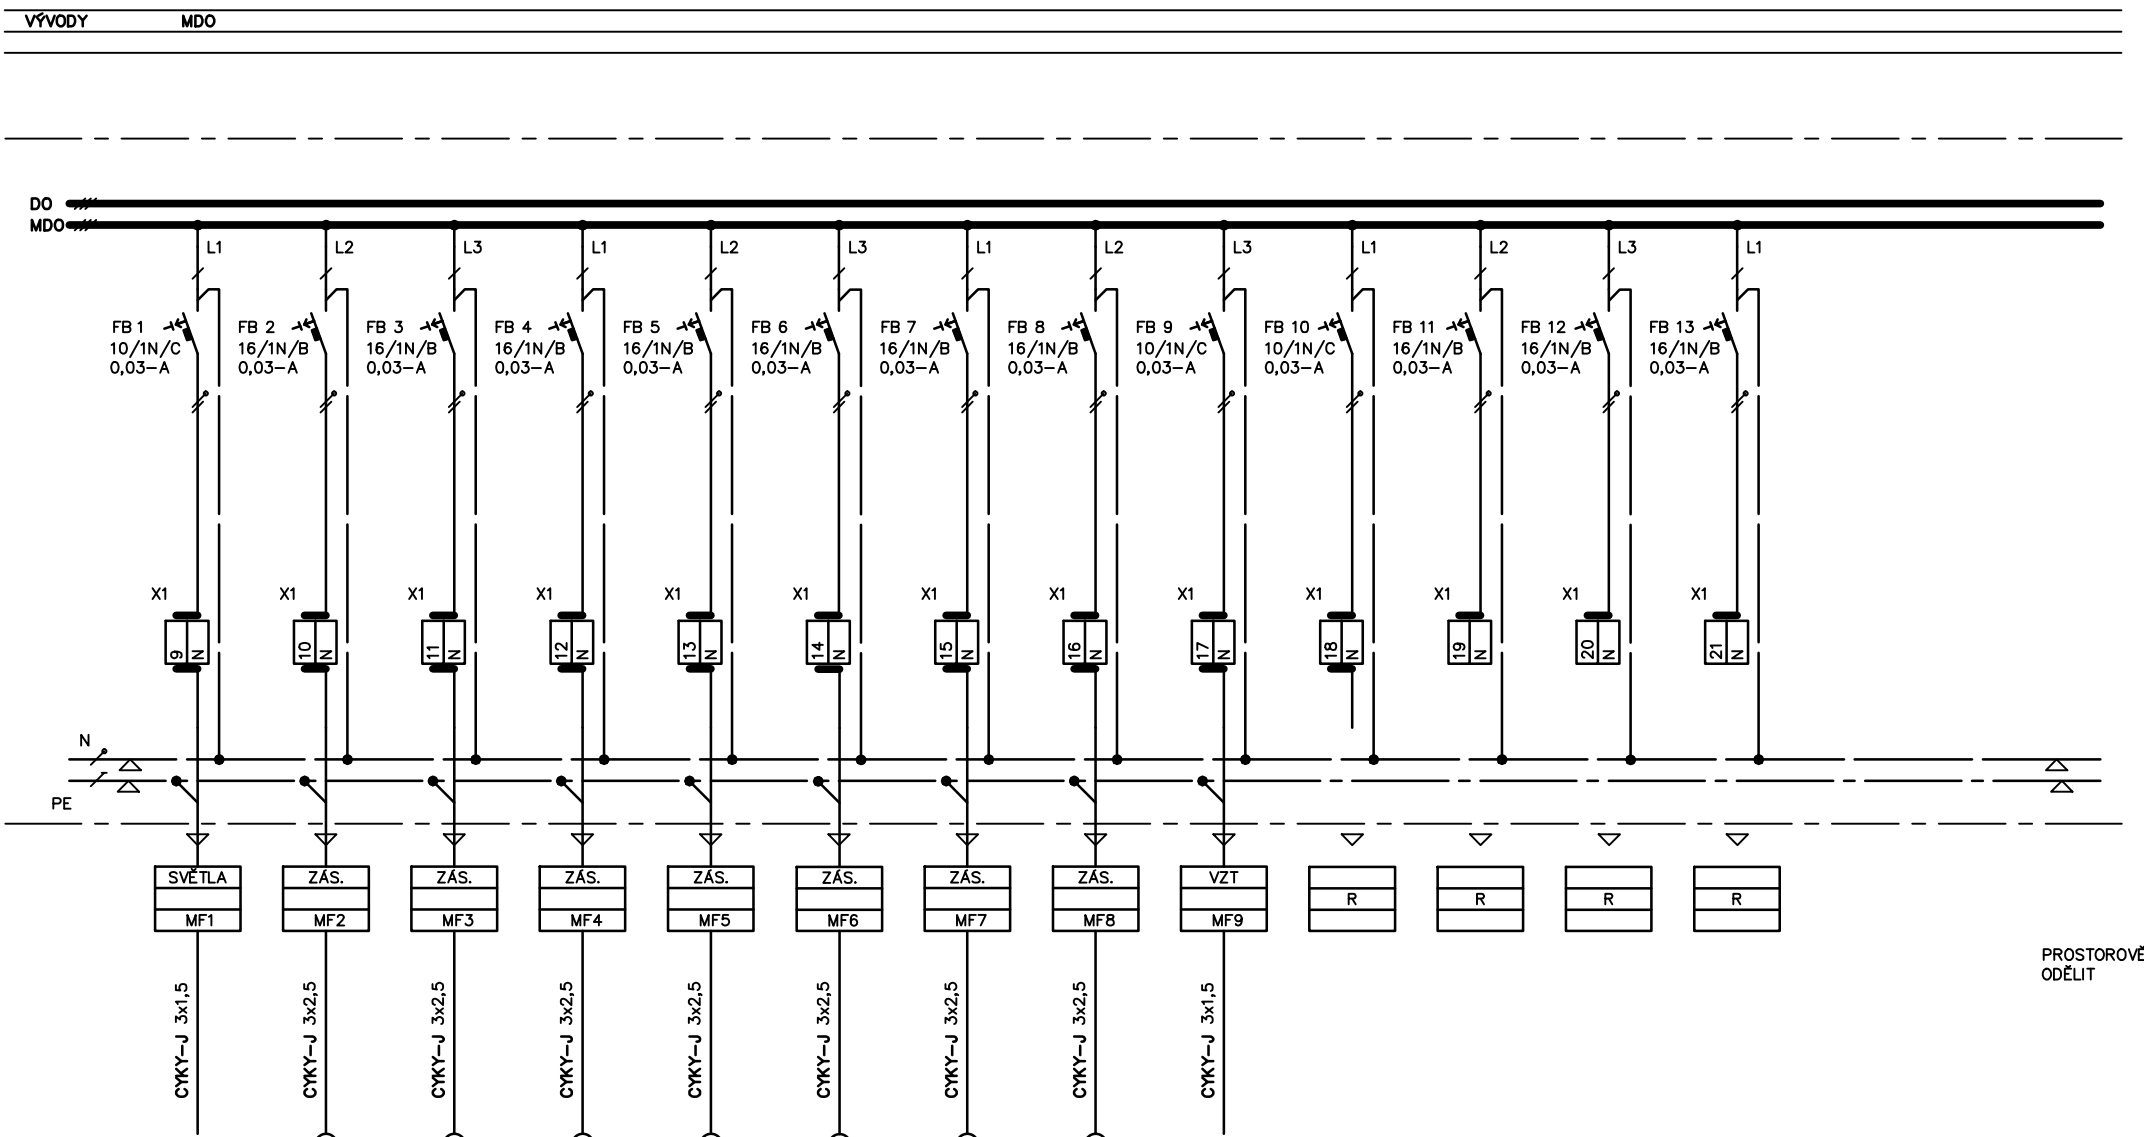 VÝVODY MDO
DO
MDO
L1 L2 L3 L1 L2 L3 L1 L2 L3 L1 L2 L3 L1
FB 1 FB 2 FB 3 FB 4 FB 5 FB 6 FB 7 FB 8 FB 9 FB 10 FB 11 FB 12 FB 13
10/1N/C 16/1N/B 16/1N/B 16/1N/B 16/1N/B 16/1N/B 16/1N/B 16/1N/B 10/1N/C 10/1N/C 16/1N/B 16/1N/B 16/1N/B
0,03-A 0,03-A 0,03-A 0,03-A 0,03-A 0,03-A 0,03-A 0,03-A 0,03-A 0,03-A 0,03-A 0,03-A 0,03-A
X1 X1 X1 X1 X1 X1 X1 X1 X1 X1 X1 X1 X1
9 N 10 N 11 N 12 N 13 N 14 N 15 N 16 N 17 N 18 N 19 N 20 N 21 N
N
PE
SVĚTLA ZÁS. ZÁS. ZÁS. ZÁS. ZÁS. ZÁS. ZÁS. VZT
R R R R
MF1 MF2 MF3 MF4 MF5 MF6 MF7 MF8 MF9
PROSTOROVĚ
ODĚLIT
CYKY-J 3x1,5 CYKY-J 3x2,5 CYKY-J 3x2,5 CYKY-J 3x2,5 CYKY-J 3x2,5 CYKY-J 3x2,5 CYKY-J 3x2,5 CYKY-J 3x2,5 CYKY-J 3x1,5